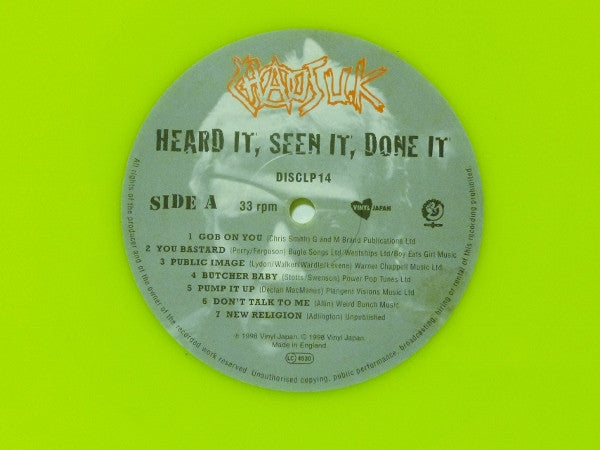 CHAOS U.K
HEARD IT, SEEN IT, DONE IT
DISCLP14
SIDE A 33 rpm VINYL JAPAN
1 GOB ON YOU (Chris Smith) G and M Brand Publications Ltd
2 YOU BASTARD (Perry/Ferguson) Bugle Songs Ltd/Westships Ltd/Boy Eats Girl Music
3 PUBLIC IMAGE (Lydon/Walker/Wardle/Levene) Warner Chappell Music Ltd
4 BUTCHER BABY (Stotts/Swenson) Power Pop Tunes Ltd
5 PUMP IT UP (Declan MacManus) Plangent Visions Music Ltd
6 DON'T TALK TO ME (Allin) Weird Bunch Music
7 NEW RELIGION (Adlington) Unpublished
℗ 1998 Vinyl Japan, © 1998 Vinyl Japan
Made in England
LC 4630
All rights of the producer and of the owner of the recorded work reserved. Unauthorised copying, public performance, broadcasting, hiring or rental of this recording prohibited.